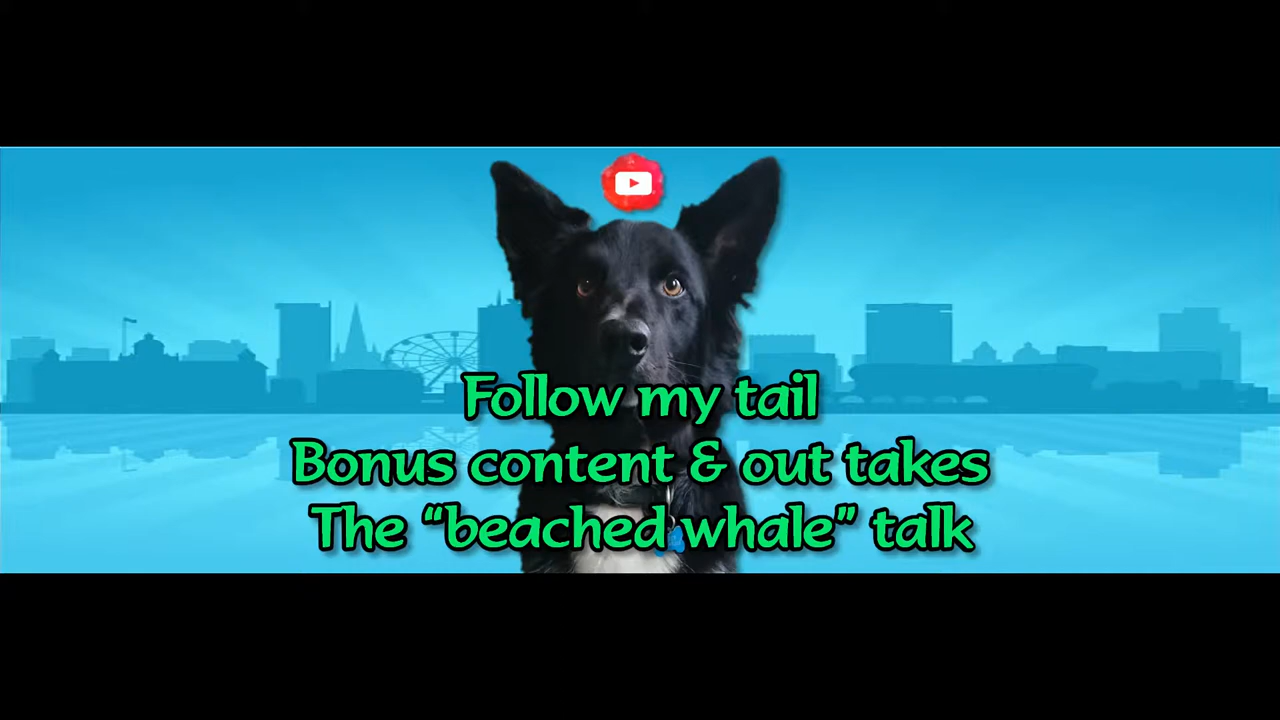 Follow my tail
Bonus content & out takes
The “beached whale” talk